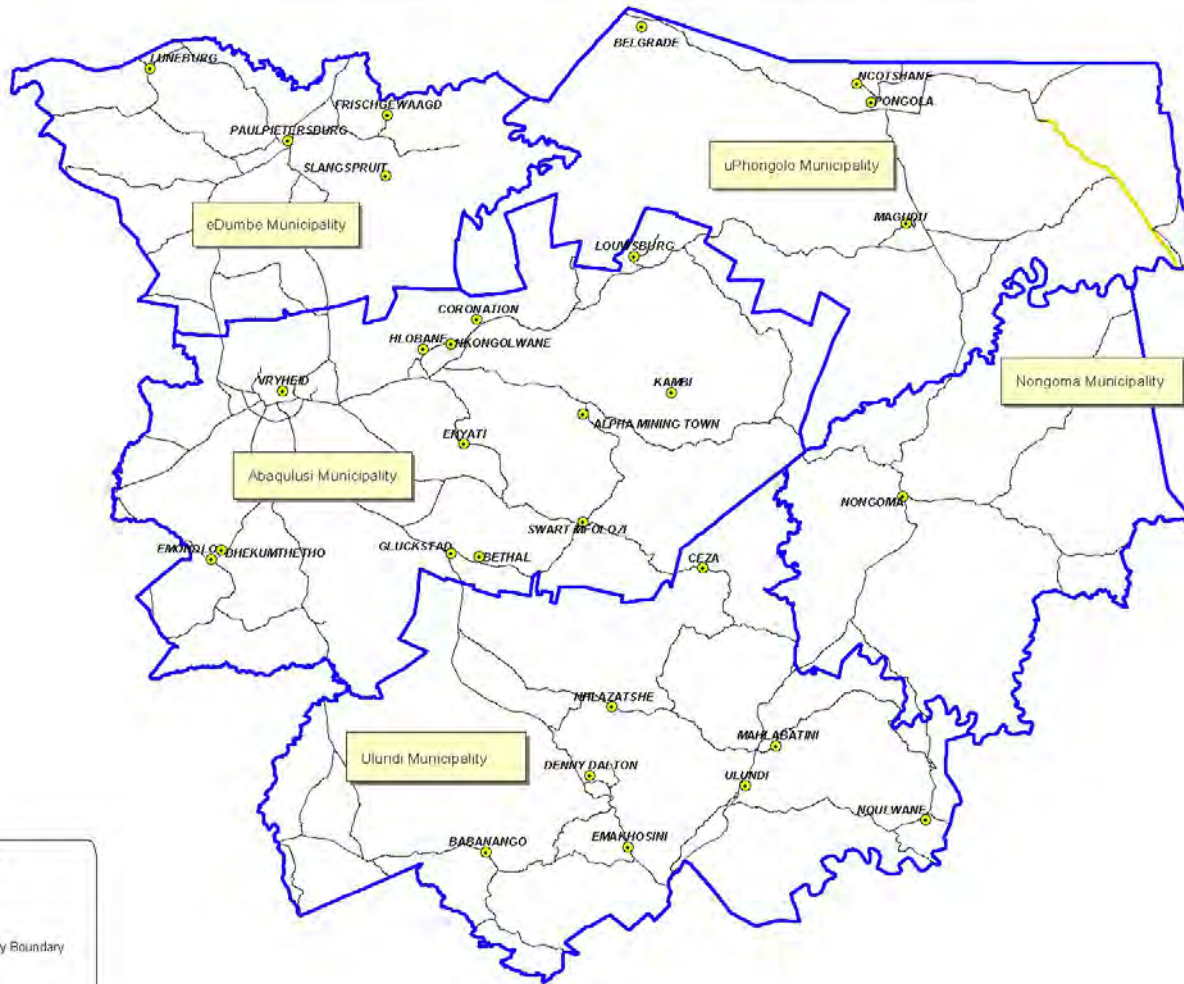 BELGRADE
LUNEBURG
NCOTSHANE
PONGOLA
FRISCHGEWAAGD
PAULPIETERSBURG
uPhongolo Municipality
SLANGSPRUIT
eDumbe Municipality
MAGUDU
LOUWSBURG
CORONATION
HLOBANE
NKONGOLWANE
Nongoma Municipality
VRYHEID
KAMBI
ALPHA MINING TOWN
ENYATI
Abaqulusi Municipality
NONGOMA
SWART MFOLOZI
EMONDLO
BHEKUMTHETHO
GLUCKSTAD
BETHAL
CEZA
NHLAZATSHE
MAHLABATINI
Ulundi Municipality
DENNY DALTON
ULUNDI
NQULWANE
BABANANGO
EMAKHOSINI
y Boundary